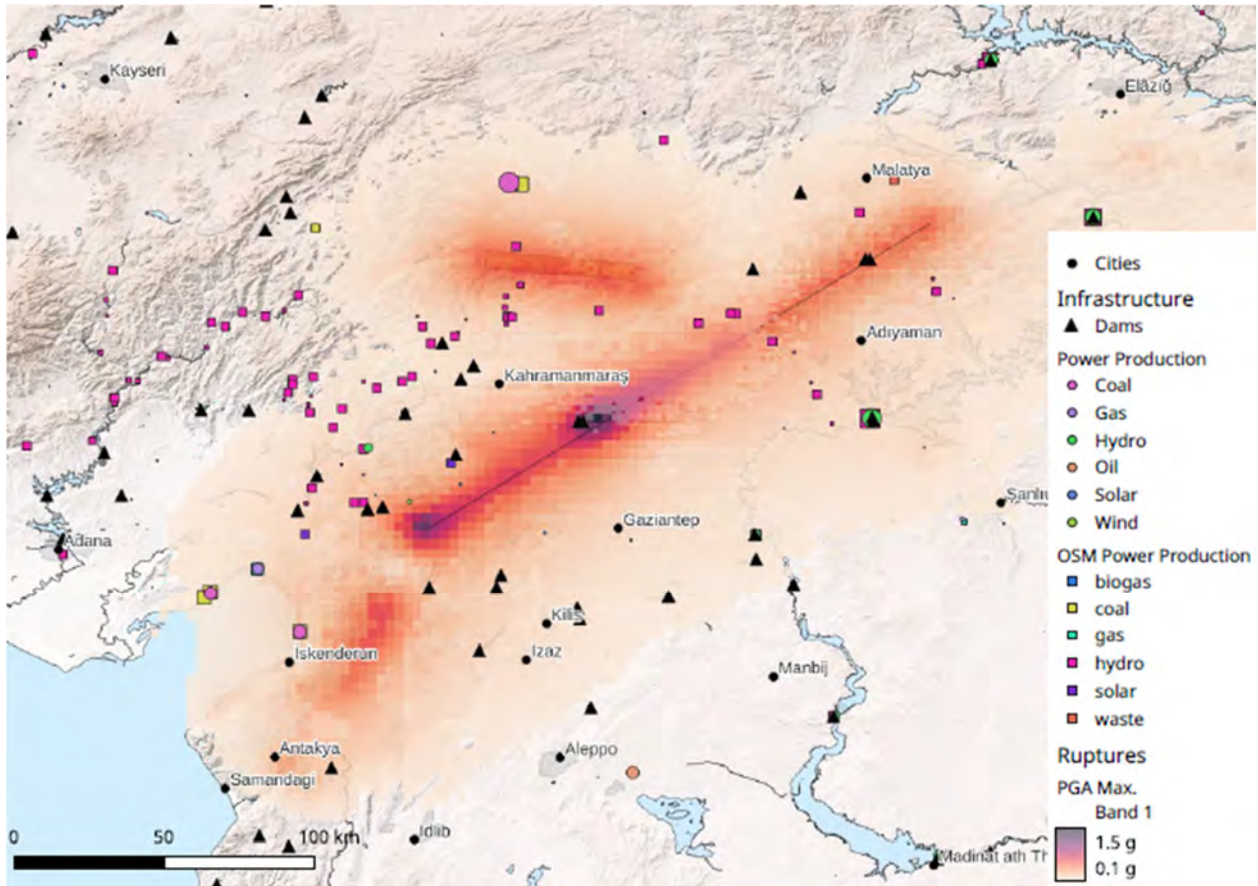 Kayseri
Elâzığ
Malatya
Adıyaman
Kahramanmaraş
Gaziantep
Şanlıu
Adana
Kilis
Izaz
İskenderun
Manbij
Antakya
Samandagi
Aleppo
Idlib
Madinat ath Th
0 50 100 km
Cities
Infrastructure
Dams
Power Production
Coal
Gas
Hydro
Oil
Solar
Wind
OSM Power Production
biogas
coal
gas
hydro
solar
waste
Ruptures
PGA Max.
Band 1
1.5 g
0.1 g